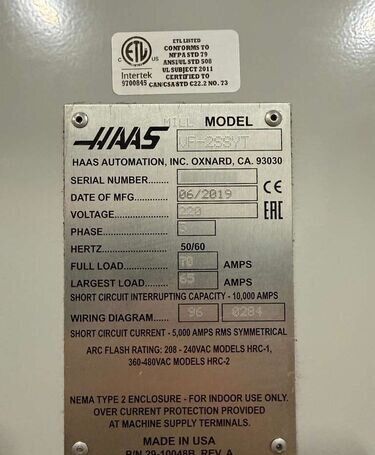 ETL LISTED
CONFORMS TO
NFPA STD 79
ANSI/UL STD 508
UL SUBJECT 2011
CERTIFIED TO
CAN/CSA STD C22.2 NO. 73
ETL
C US
Intertek
9700845
MILL MODEL
HAAS VF-2SSYT
HAAS AUTOMATION, INC. OXNARD, CA. 93030
SERIAL NUMBER
DATE OF MFG. 06/2019
VOLTAGE 220
PHASE
HERTZ 50/60
FULL LOAD 70 AMPS
LARGEST LOAD 65 AMPS
SHORT CIRCUIT INTERRUPTING CAPACITY - 10,000 AMPS
WIRING DIAGRAM 96 0284
SHORT CIRCUIT CURRENT - 5,000 AMPS RMS SYMMETRICAL
ARC FLASH RATING: 208 - 240VAC MODELS HRC-1,
360-480VAC MODELS HRC-2
NEMA TYPE 2 ENCLOSURE - FOR INDOOR USE ONLY.
OVER CURRENT PROTECTION PROVIDED
AT MACHINE SUPPLY TERMINALS.
MADE IN USA
P/N 29-10048B REV A